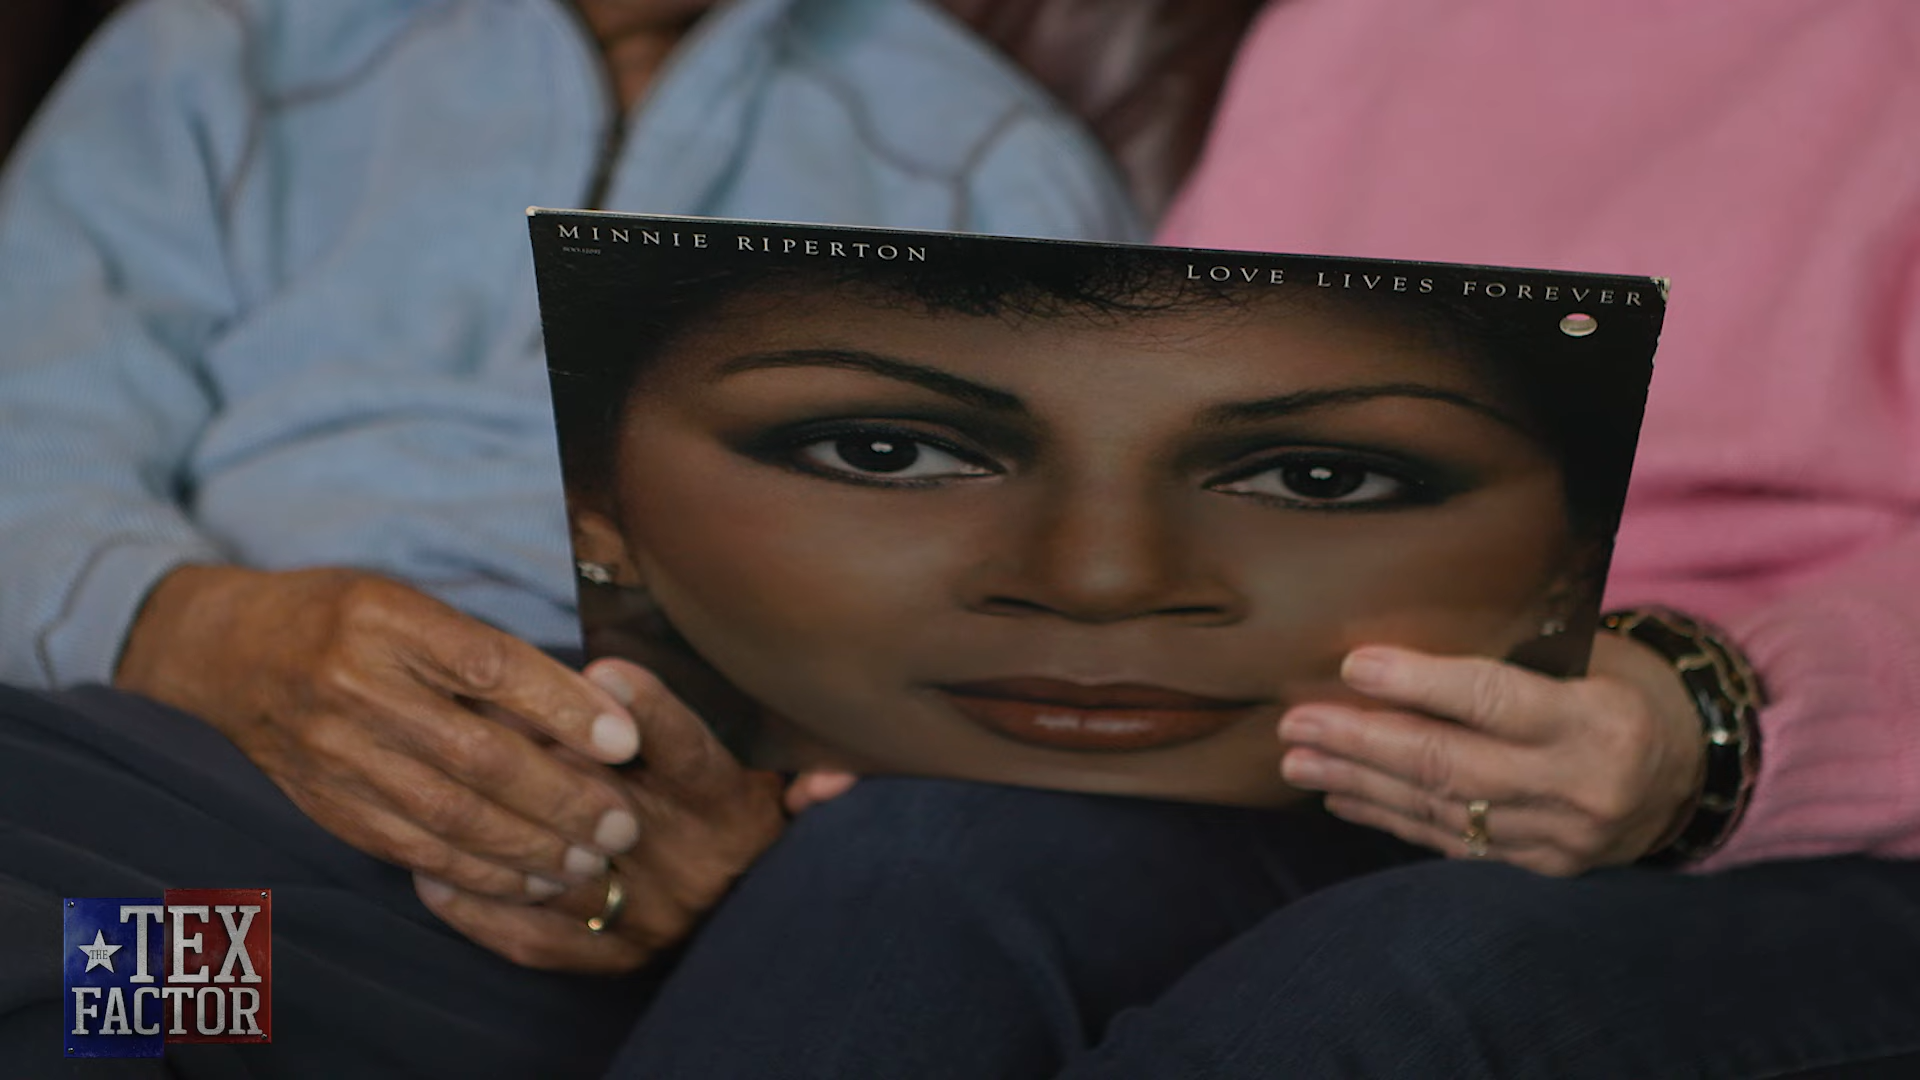 MINNIE RIPERTON
LOVE LIVES FOREVER
THE
TEX
FACTOR